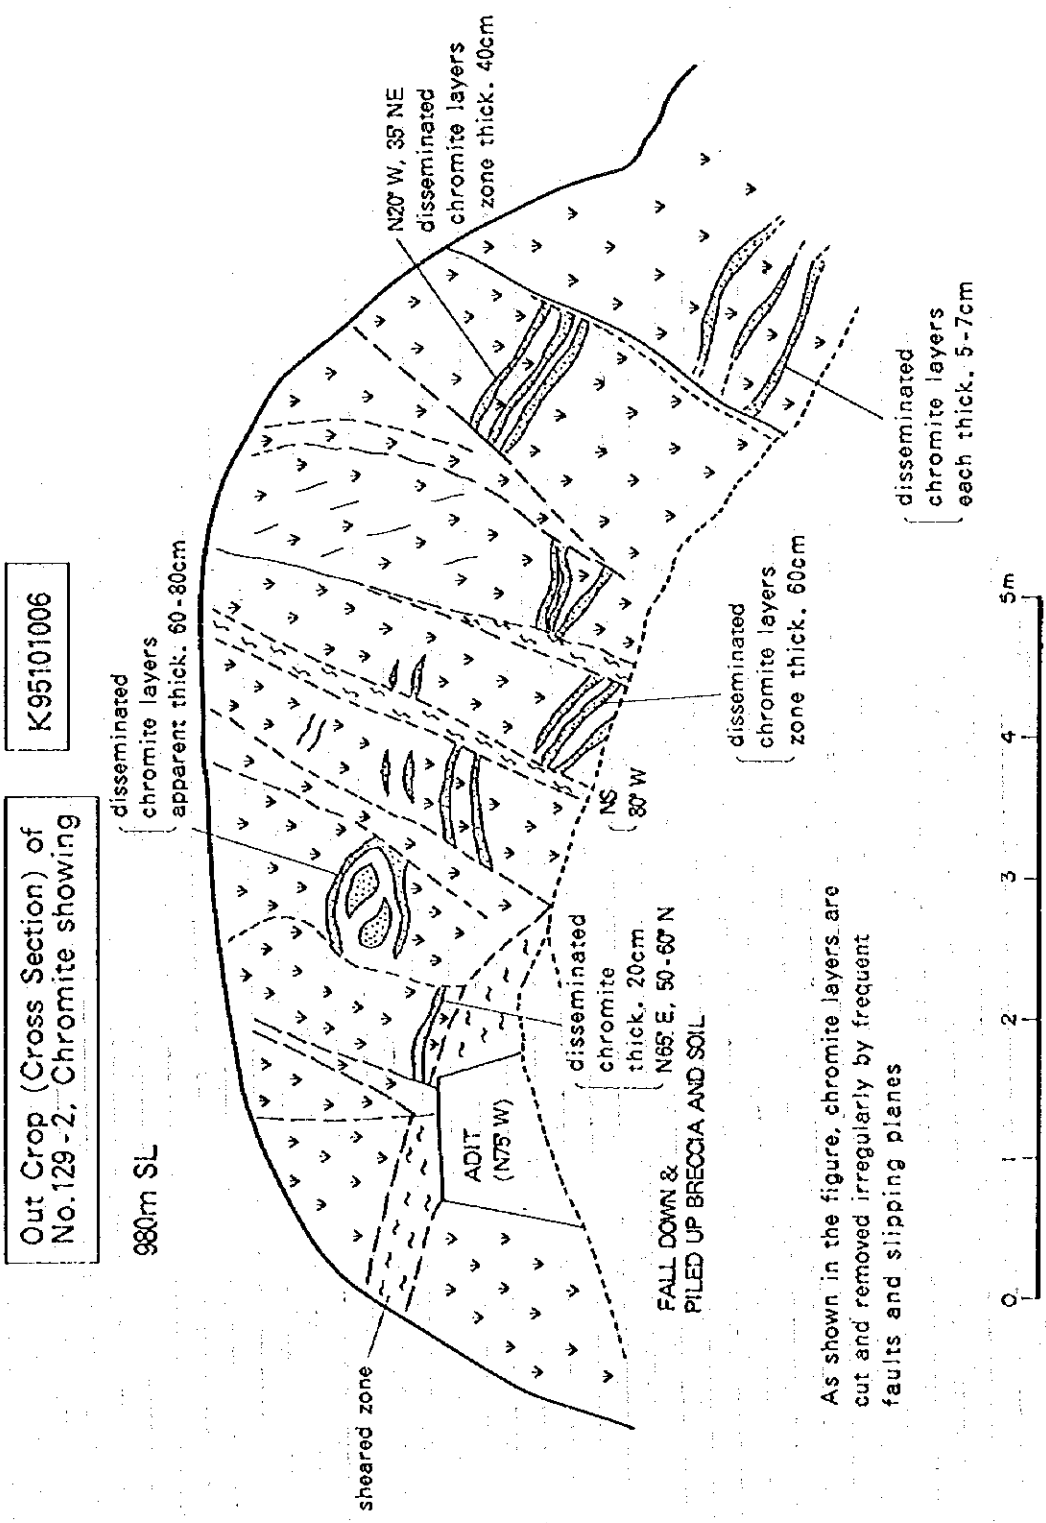 Out Crop (Cross Section) of
No.129-2, Chromite showing
K95101006
980m SL
disseminated
chromite layers
apparent thick. 60-80cm
N20°W, 35°NE
disseminated
chromite layers
zone thick. 40cm
sheared zone
ADIT
(N75°W)
disseminated
chromite
thick. 20cm
N65°E, 50-60°N
NS
80°W
disseminated
chromite layers
zone thick. 60cm
disseminated
chromite layers
each thick. 5-7cm
FALL DOWN &
PILED UP BRECCIA AND SOIL
As shown in the figure, chromite layers are
cut and removed irregularly by frequent
faults and slipping planes
0 1 2 3 4 5m